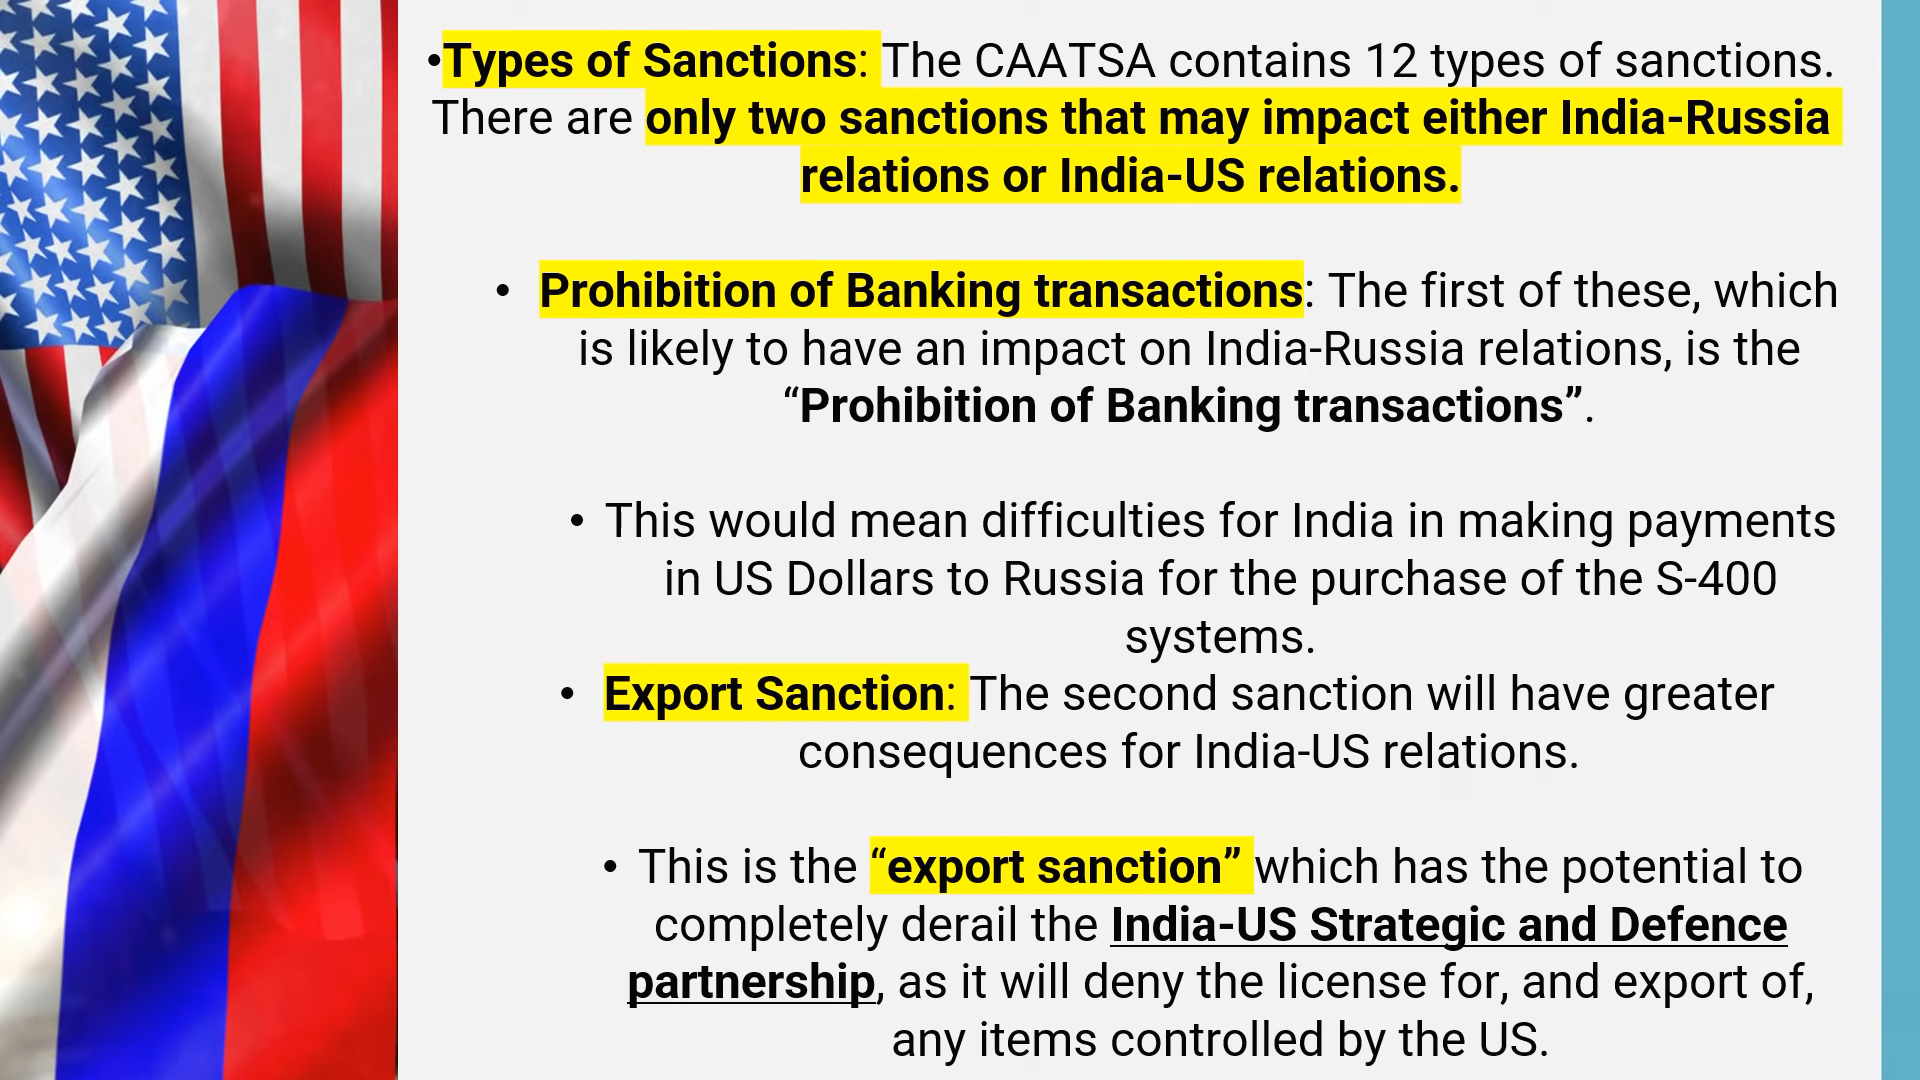 •Types of Sanctions: The CAATSA contains 12 types of sanctions.
There are only two sanctions that may impact either India-Russia
relations or India-US relations.
• Prohibition of Banking transactions: The first of these, which
is likely to have an impact on India-Russia relations, is the
“Prohibition of Banking transactions”.
• This would mean difficulties for India in making payments
in US Dollars to Russia for the purchase of the S-400
systems.
• Export Sanction: The second sanction will have greater
consequences for India-US relations.
• This is the “export sanction” which has the potential to
completely derail the India-US Strategic and Defence
partnership, as it will deny the license for, and export of,
any items controlled by the US.